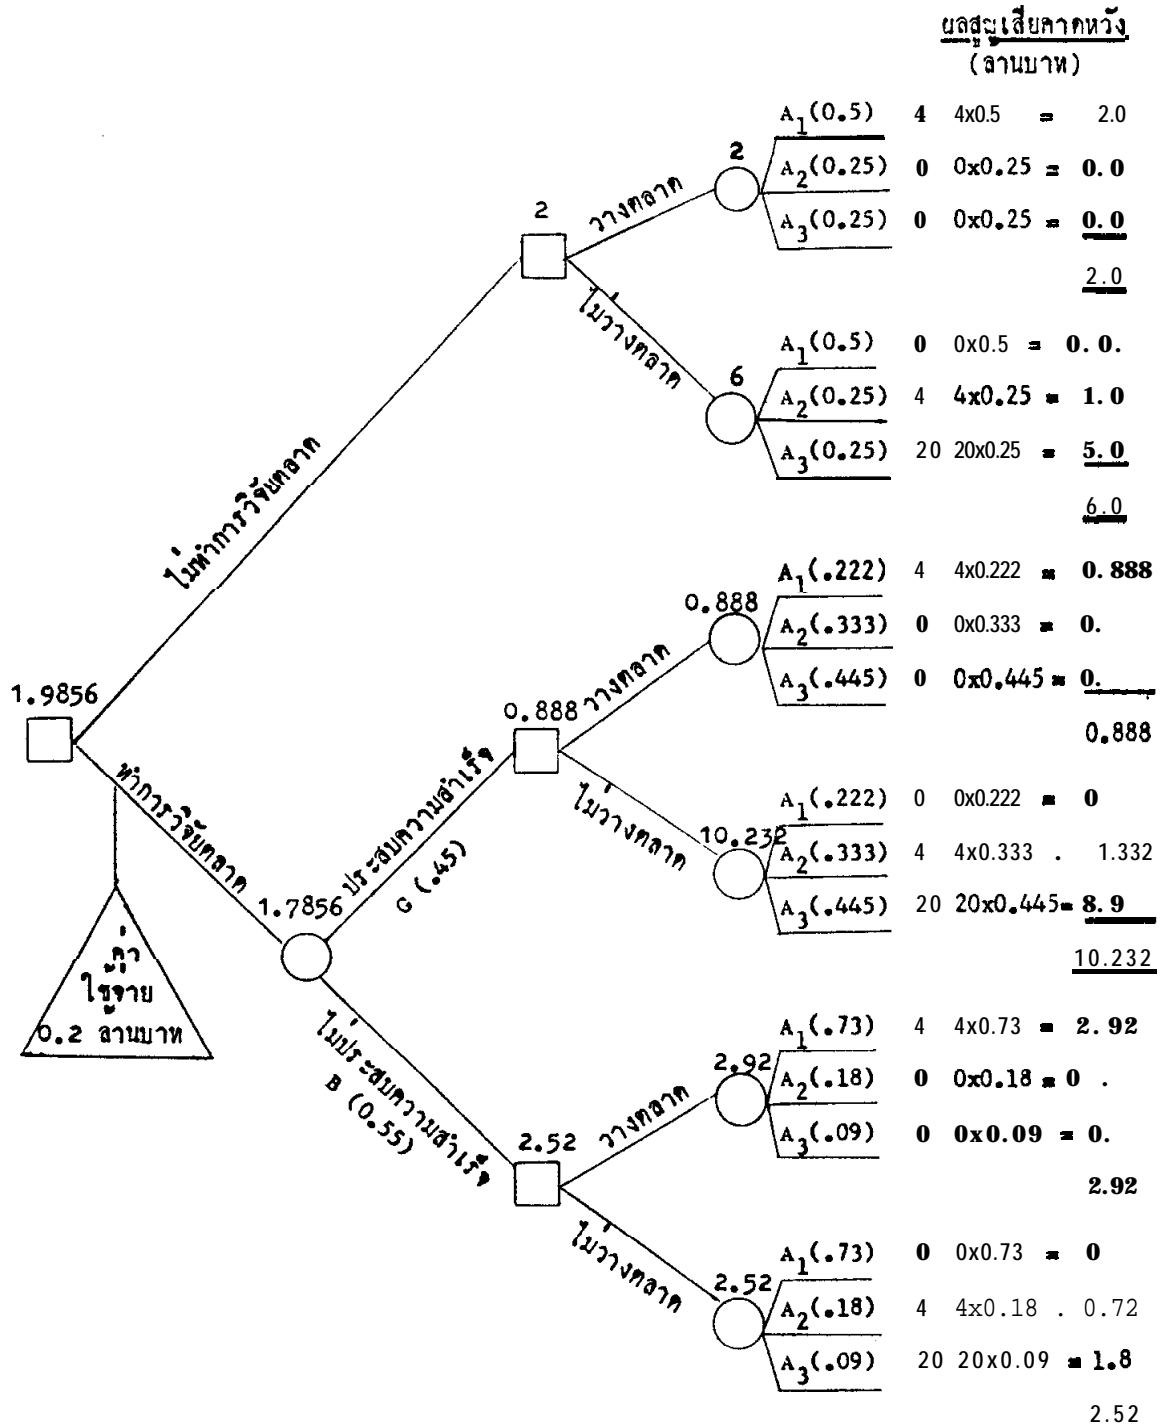 ผลสูญเสียคาดหวัง
(ล้านบาท)
A1(0.5) 4 4x0.5 = 2.0
2
A2(0.25) 0 0x0.25 = 0.0
วางตลาด
2
A3(0.25) 0 0x0.25 = 0.0
2.0
ไม่วางตลาด
A1(0.5) 0 0x0.5 = 0.0.
6
A2(0.25) 4 4x0.25 = 1.0
A3(0.25) 20 20x0.25 = 5.0
6.0
ไม่ทำการวิจัยตลาด
A1(.222) 4 4x0.222 = 0.888
0.888
A2(.333) 0 0x0.333 = 0.
วางตลาด
A3(.445) 0 0x0.445 = 0.
1.9856
0.888
0.888
ทำการวิจัยตลาด
ประสบความสำเร็จ
G (.45)
ไม่วางตลาด
A1(.222) 0 0x0.222 = 0
10.232
A2(.333) 4 4x0.333 . 1.332
1.7856
A3(.445) 20 20x0.445= 8.9
10.232
ค่า
ใช้จ่าย
0.2 ล้านบาท
ไม่ประสบความสำเร็จ
B (0.55)
A1(.73) 4 4x0.73 = 2.92
2.92
A2(.18) 0 0x0.18 = 0 .
วางตลาด
2.52
A3(.09) 0 0x0.09 = 0.
2.92
ไม่วางตลาด
A1(.73) 0 0x0.73 = 0
2.52
A2(.18) 4 4x0.18 . 0.72
A3(.09) 20 20x0.09 = 1.8
2.52